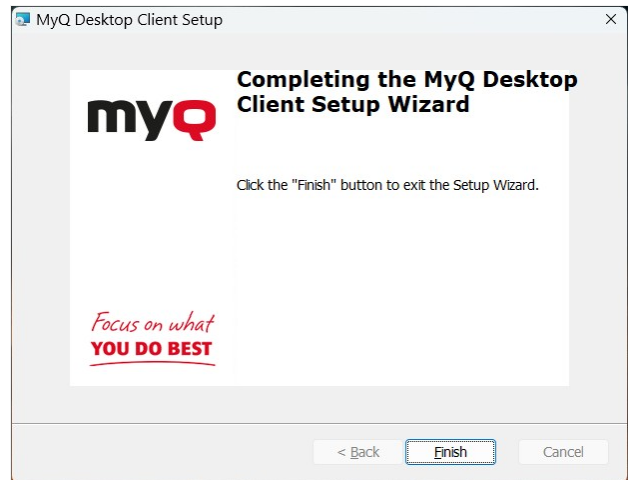 MyQ Desktop Client Setup
myQ
Completing the MyQ Desktop
Client Setup Wizard
Click the "Finish" button to exit the Setup Wizard.
Focus on what
YOU DO BEST
< Back
Finish
Cancel